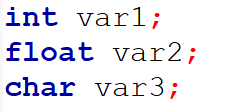 int var1;
float var2;
char var3;